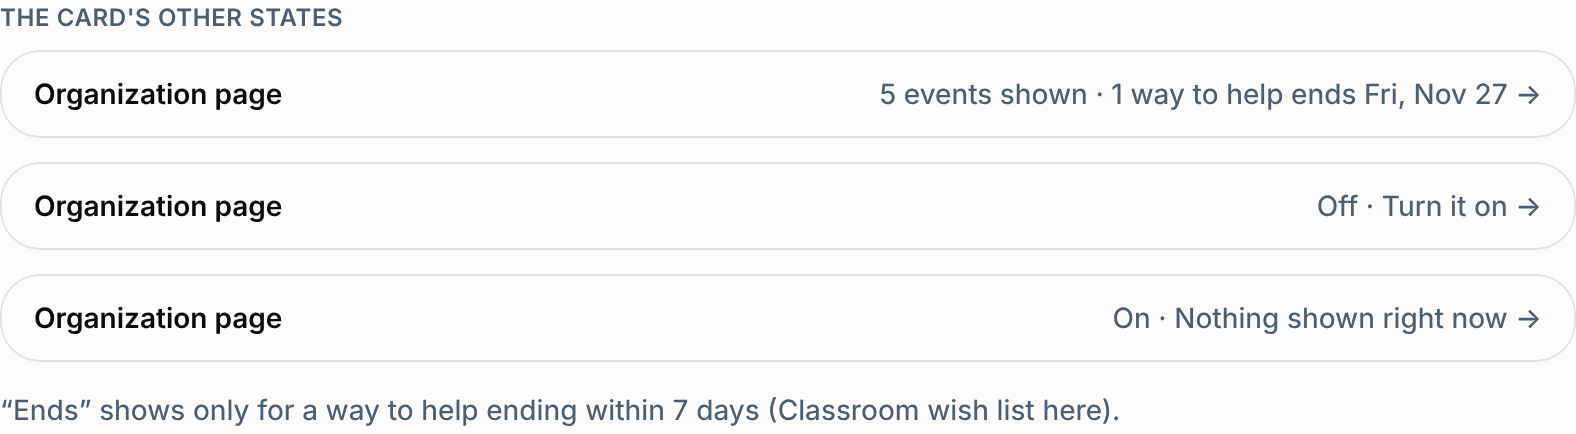 THE CARD'S OTHER STATES
Organization page
5 events shown · 1 way to help ends Fri, Nov 27 →
Organization page
Off · Turn it on →
Organization page
On · Nothing shown right now →
“Ends” shows only for a way to help ending within 7 days (Classroom wish list here).